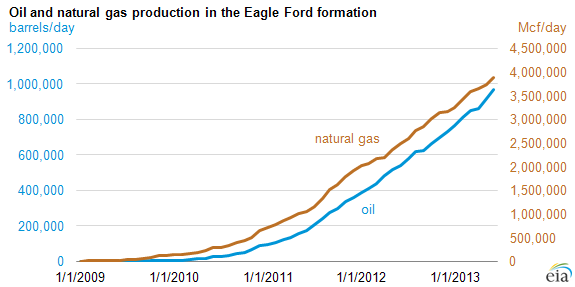 Oil and natural gas production in the Eagle Ford formation
barrels/day Mcf/day
1,200,000 4,500,000
4,000,000
1,000,000
3,500,000
800,000 3,000,000
natural gas
2,500,000
600,000
2,000,000
400,000 1,500,000
oil
1,000,000
200,000
500,000
0 0
1/1/2009 1/1/2010 1/1/2011 1/1/2012 1/1/2013
eia